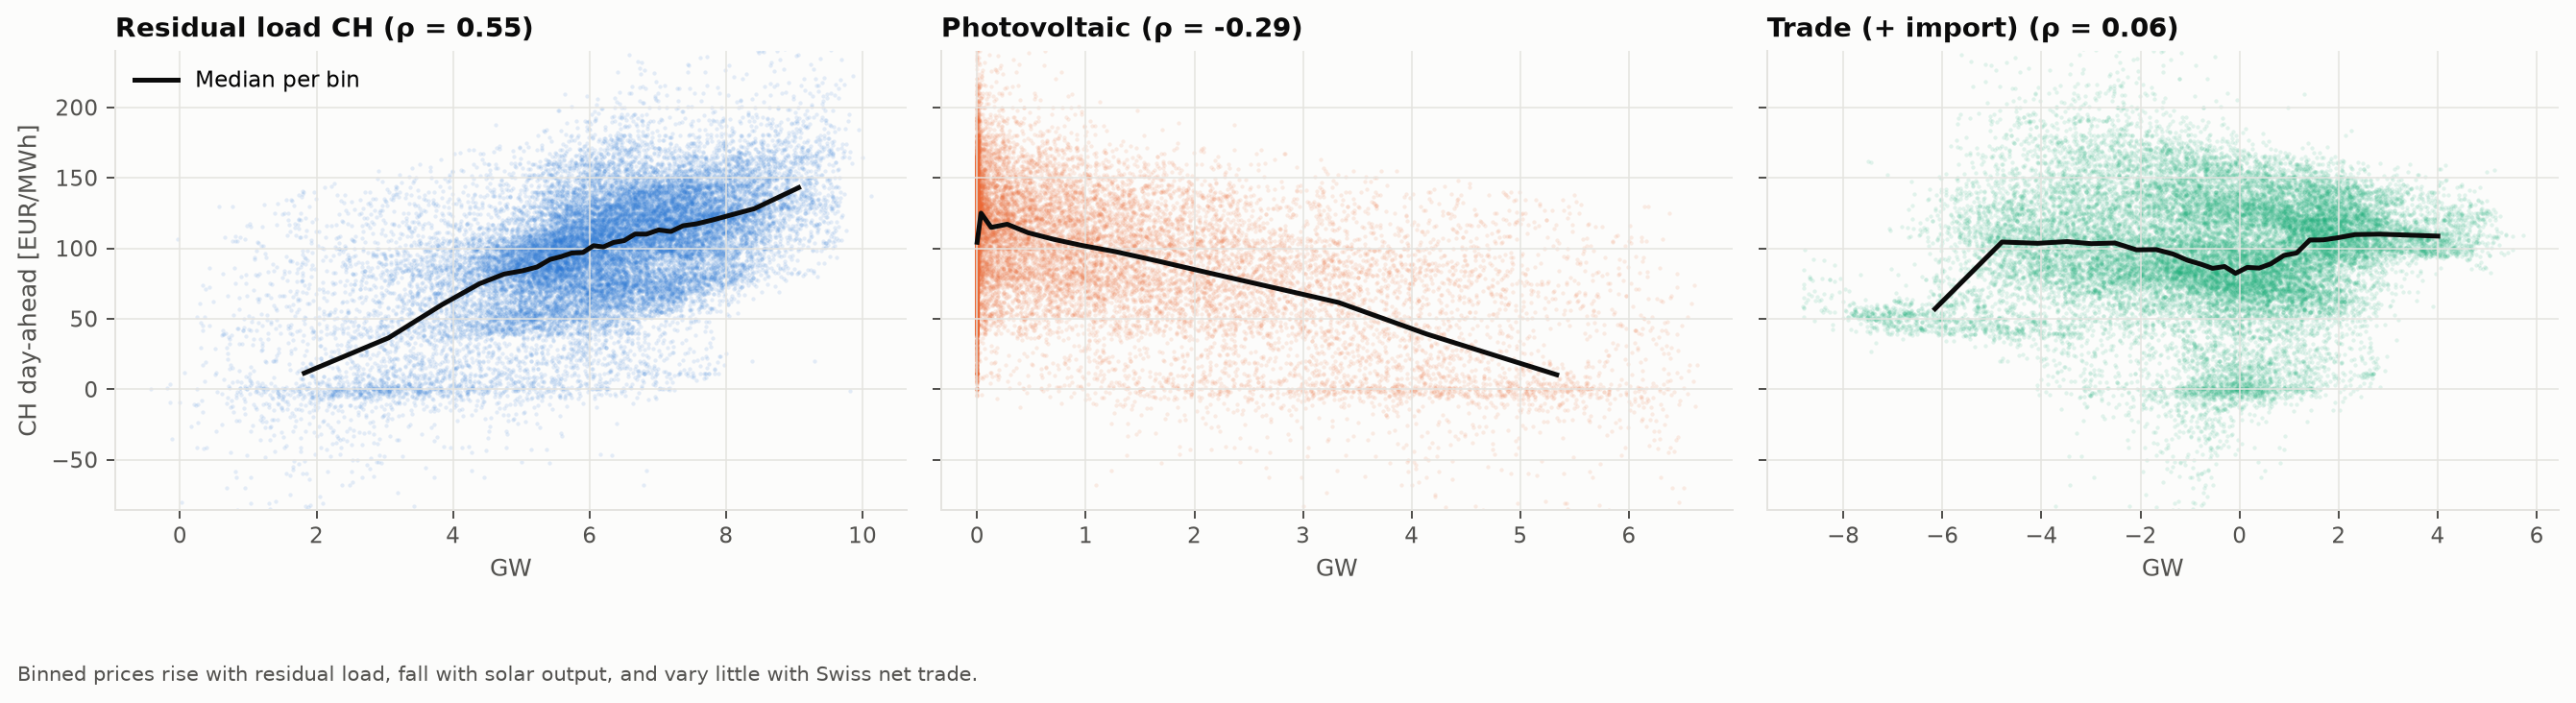 Residual load CH (ρ = 0.55)
Photovoltaic (ρ = -0.29)
Trade (+ import) (ρ = 0.06)
Median per bin
CH day-ahead [EUR/MWh]
200
150
100
50
0
−50
0 2 4 6 8 10
0 1 2 3 4 5 6
−8 −6 −4 −2 0 2 4 6
GW
GW
GW
Binned prices rise with residual load, fall with solar output, and vary little with Swiss net trade.